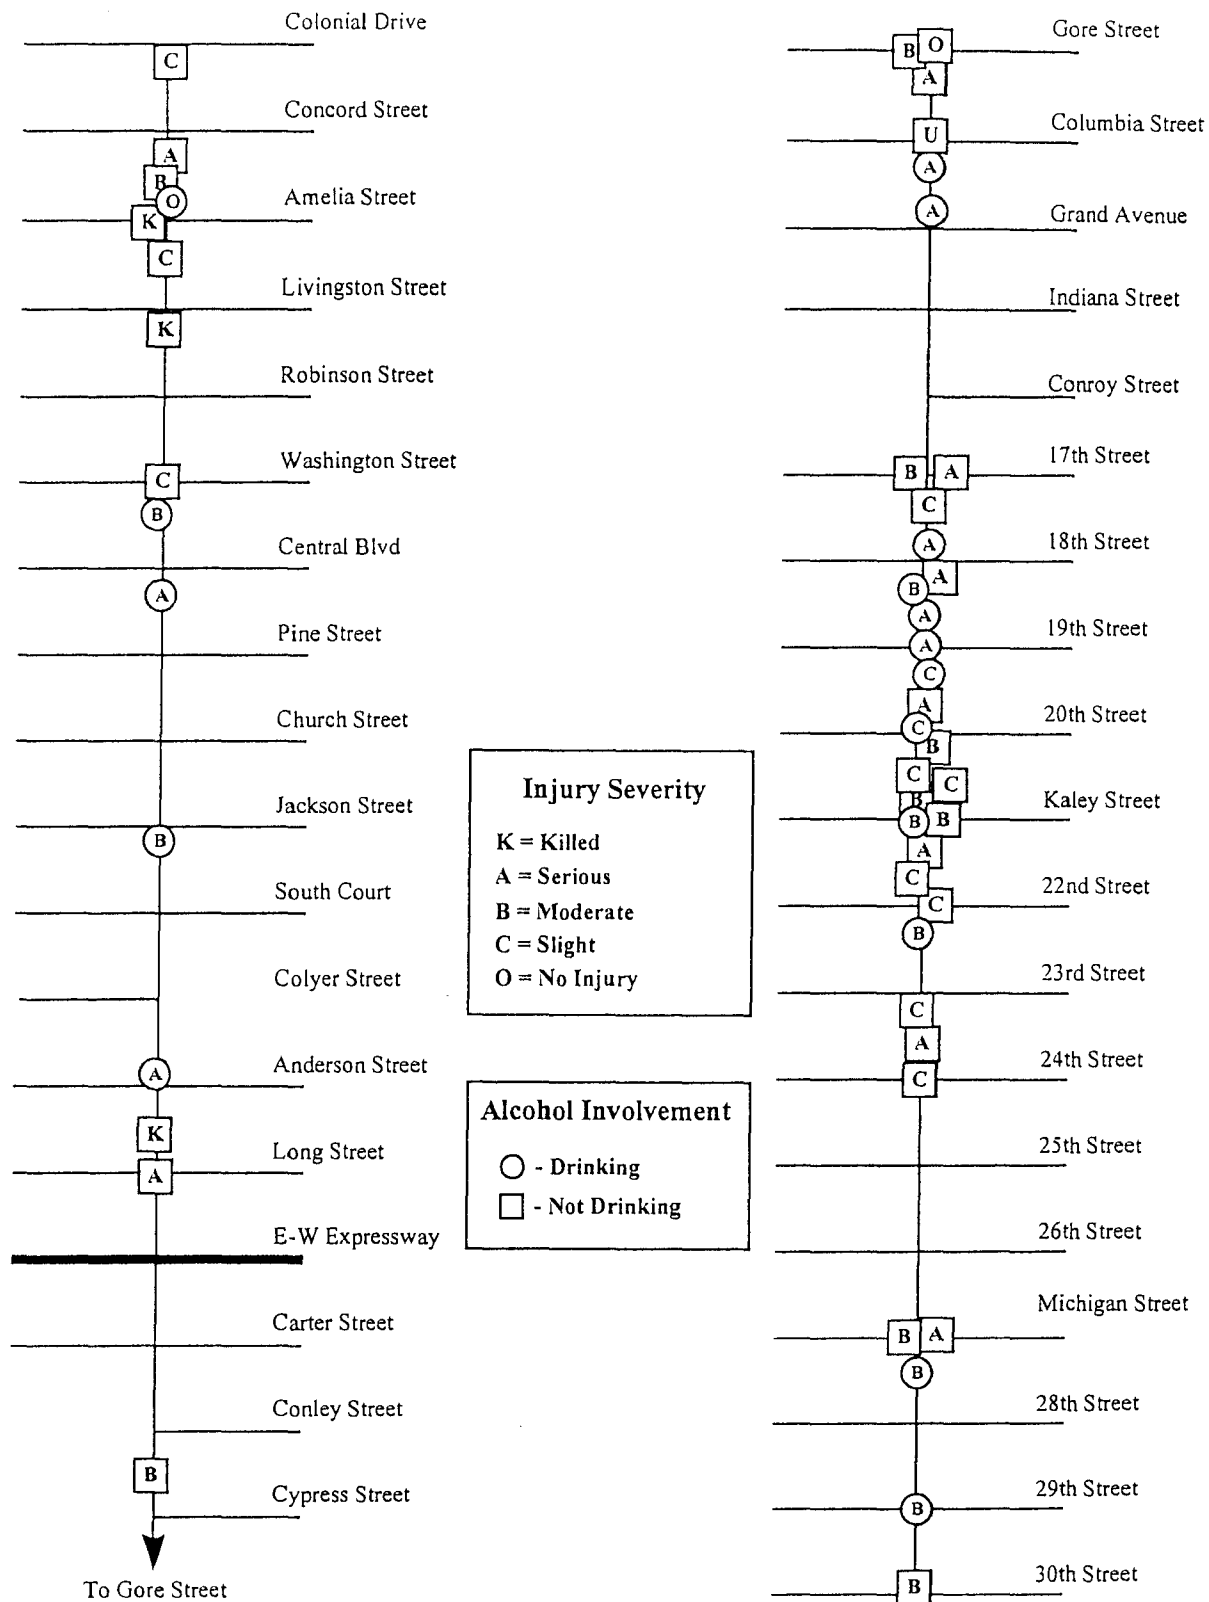 Colonial Drive
C
Concord Street
A
B
O
Amelia Street
K
C
Livingston Street
K
Robinson Street
Washington Street
C
B
Central Blvd
A
Pine Street
Church Street
Jackson Street
B
South Court
Colyer Street
Anderson Street
A
K
Long Street
A
E-W Expressway
Carter Street
Conley Street
B
Cypress Street
To Gore Street
Injury Severity
K = Killed
A = Serious
B = Moderate
C = Slight
O = No Injury
Alcohol Involvement
- Drinking
- Not Drinking
Gore Street
B O
A
Columbia Street
U
A
A
Grand Avenue
Indiana Street
Conroy Street
17th Street
B A
C
A
18th Street
A
B
A
19th Street
A
C
A
20th Street
C
B
C
C
B
Kaley Street
B B
A
C
22nd Street
C
B
23rd Street
C
A
24th Street
C
25th Street
26th Street
Michigan Street
B A
B
28th Street
29th Street
B
30th Street
B